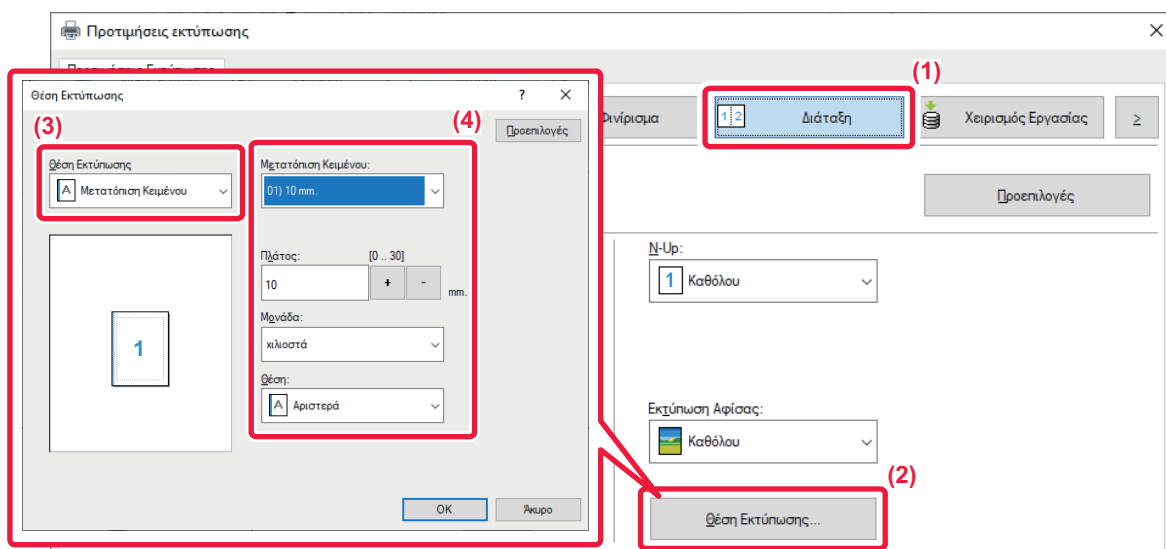 Προτιμήσεις εκτύπωσης
(1)
Φινίρισμα
1 2 Διάταξη
Χειρισμός Εργασίας
>
Προεπιλογές
N-Up:
1 Καθόλου
Εκτύπωση Αφίσας:
Καθόλου
(2)
Θέση Εκτύπωσης...
Θέση Εκτύπωσης
?
(3)
(4)
Προεπιλογές
Θέση Εκτύπωσης
A Μετατόπιση Κειμένου
1
Μετατόπιση Κειμένου:
01) 10 mm.
Πλάτος: [0 .. 30]
10 + - mm.
Μονάδα:
χιλιοστά
Θέση:
A Αριστερά
OK Άκυρο